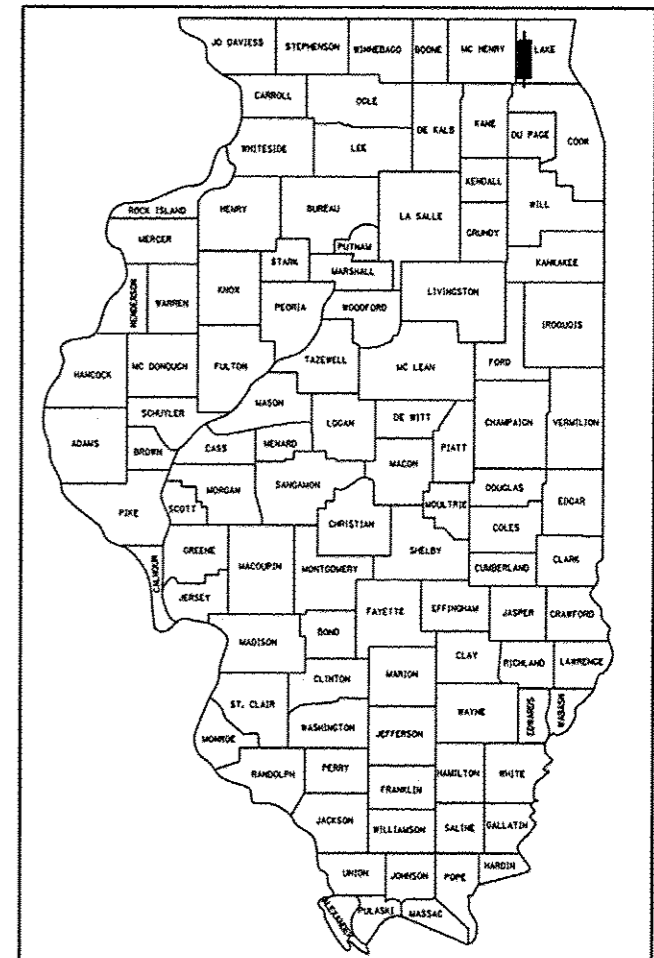 JO DAVIESS STEPHENSON WINNEBAGO BOONE MC HENRY LAKE
CARROLL OGLE DE KALB KANE DU PAGE COOK
WHITESIDE LEE KENDALL WILL
ROCK ISLAND HENRY BUREAU LA SALLE GRUNDY
MERCER STARK PUTNAM MARSHALL KANKAKEE
HENDERSON WARREN KNOX PEORIA WOODFORD LIVINGSTON IROQUOIS
HANCOCK MC DONOUGH FULTON TAZEWELL MC LEAN FORD
SCHUYLER MASON LOGAN DE WITT CHAMPAIGN VERMILION
ADAMS BROWN CASS MENARD MACON PIATT
PIKE SCOTT MORGAN SANGAMON MOULTRIE DOUGLAS EDGAR
CHRISTIAN COLES
CALHOUN GREENE MACOUPIN MONTGOMERY SHELBY CUMBERLAND CLARK
JERSEY FAYETTE EFFINGHAM JASPER CRAWFORD
MADISON BOND CLAY RICHLAND LAWRENCE
CLINTON MARION
ST. CLAIR WAYNE EDWARDS WABASH
MONROE WASHINGTON JEFFERSON
RANDOLPH PERRY HAMILTON WHITE
FRANKLIN
JACKSON WILLIAMSON SALINE GALLATIN
UNION JOHNSON POPE HARDIN
ALEXANDER PULASKI MASSAC